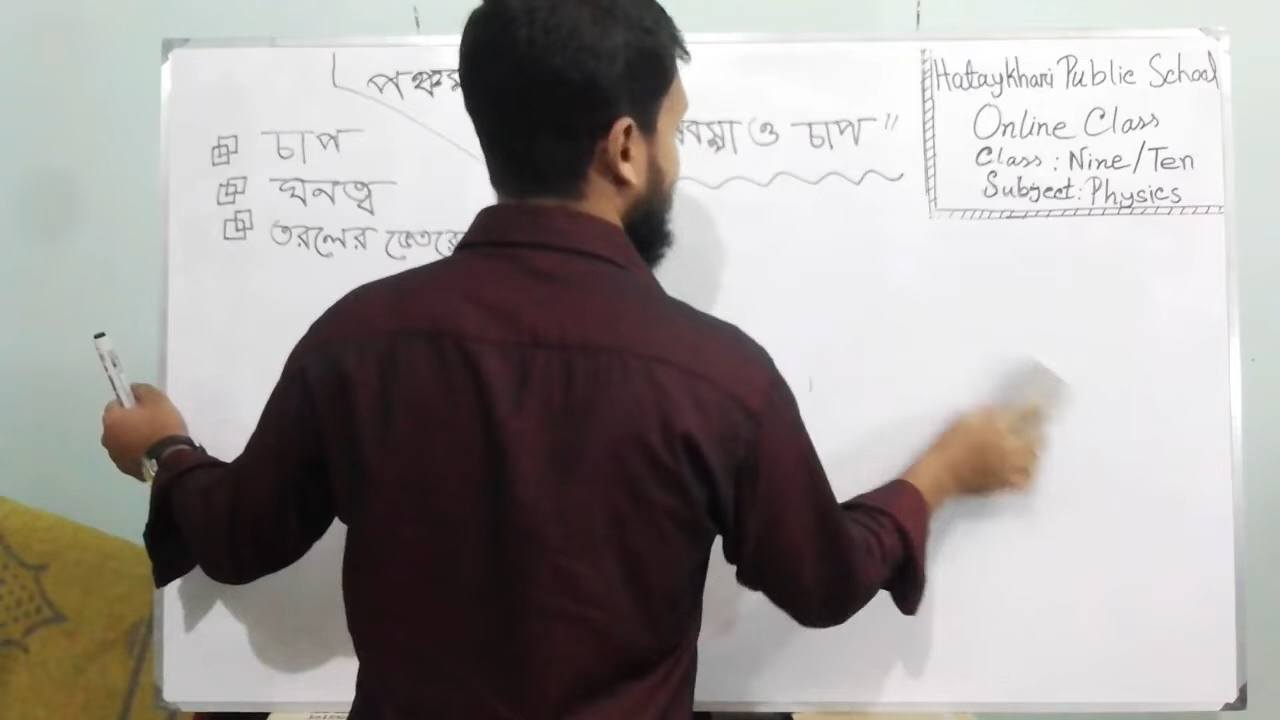 পঞ্চম
ও চাপ"
চাপ
ঘনত্ব
তরলের
Hataykhari Public School
Online Class
Class: Nine/Ten
Subject: Physics